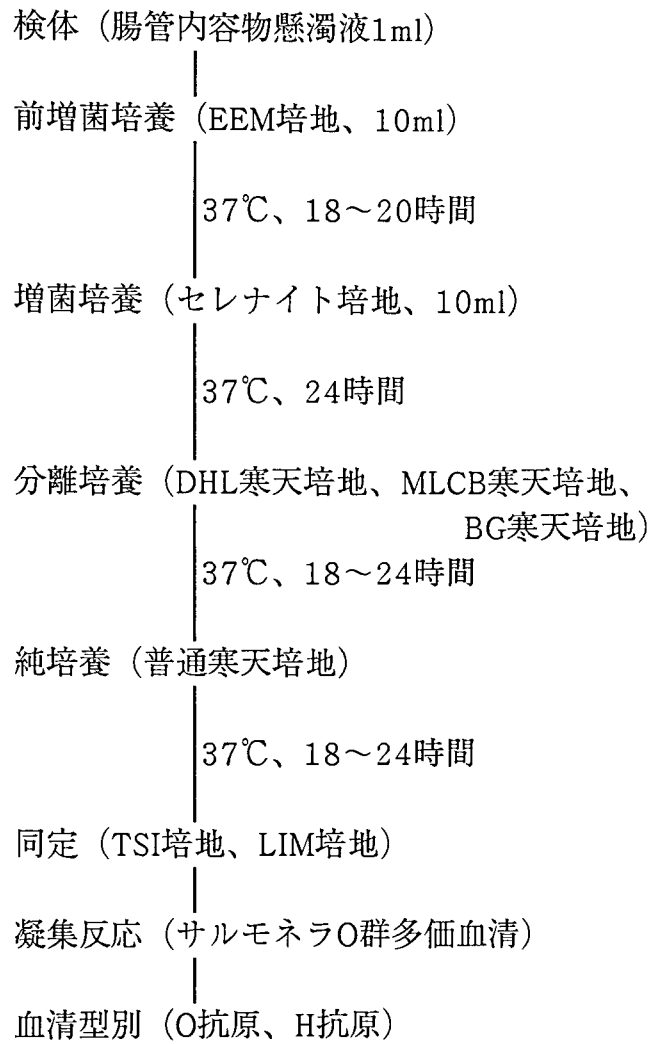 検体（腸管内容物懸濁液1ml）
前増菌培養（EEM培地、10ml）
37℃、18～20時間
増菌培養（セレナイト培地、10ml）
37℃、24時間
分離培養（DHL寒天培地、MLCB寒天培地、
BG寒天培地）
37℃、18～24時間
純培養（普通寒天培地）
37℃、18～24時間
同定（TSI培地、LIM培地）
凝集反応（サルモネラO群多価血清）
血清型別（O抗原、H抗原）